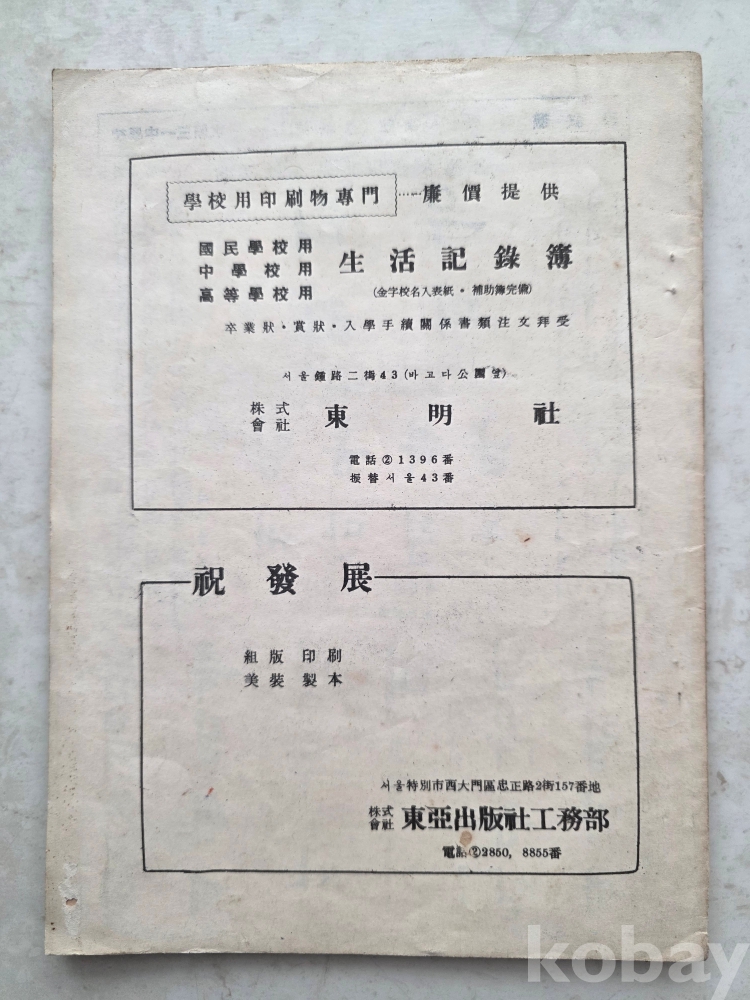 學校用印刷物專門……廉價提供
國民學校用
中學校用
高等學校用
生活記錄簿
(金字校名入表紙・補助簿完備)
卒業狀・賞狀・入學手續關係書類注文拜受
서울鍾路二街43(바고다公園앞)
株式會社 東明社
電話②1396番
振替서울43番
祝發展
組版印刷
美裝製本
서울特別市西大門區忠正路2街157番地
株式會社 東亞出版社工務部
電話②2850, 8855番
kobay